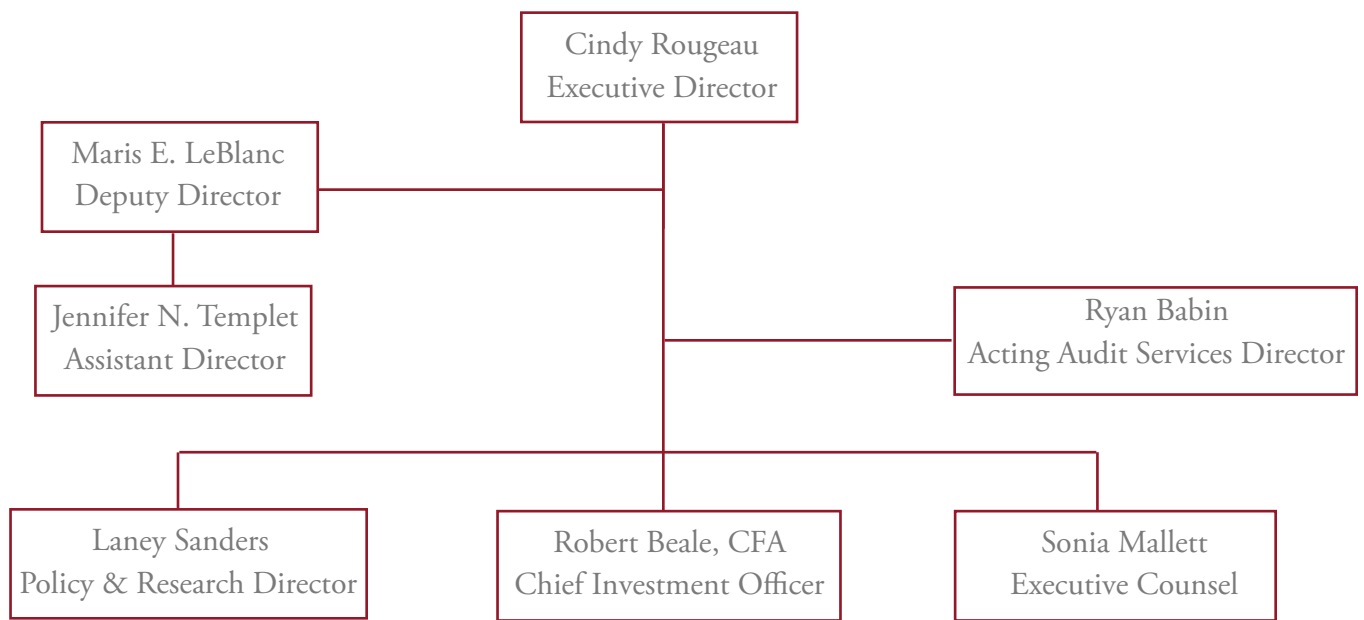 Cindy Rougeau
Executive Director
Maris E. LeBlanc
Deputy Director
Jennifer N. Templet
Assistant Director
Ryan Babin
Acting Audit Services Director
Laney Sanders
Policy & Research Director
Robert Beale, CFA
Chief Investment Officer
Sonia Mallett
Executive Counsel